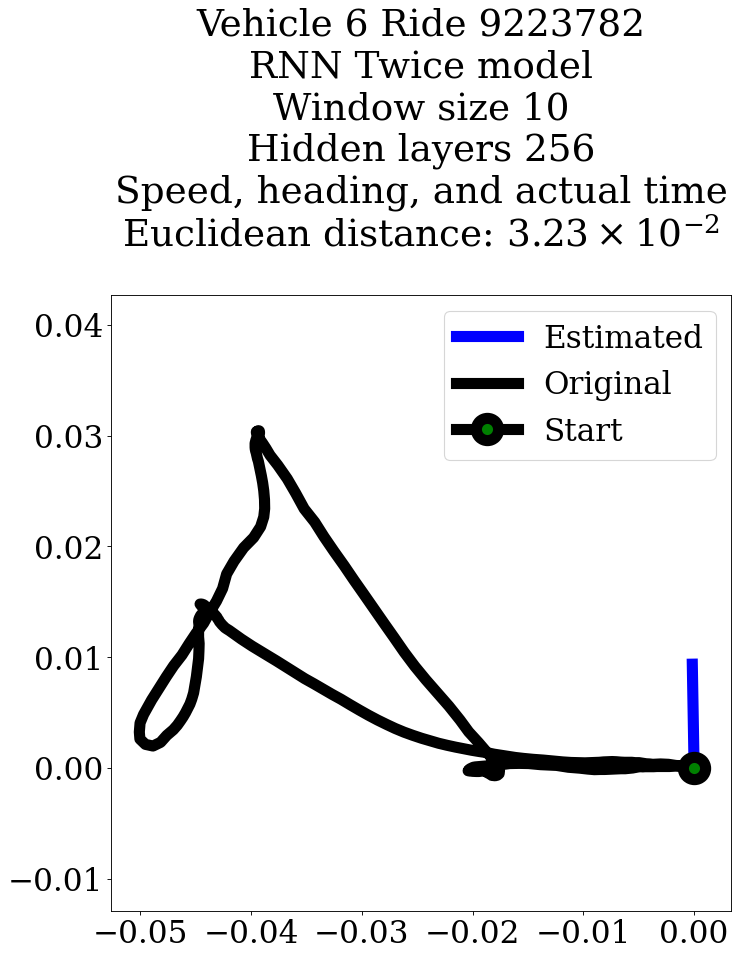 Vehicle 6 Ride 9223782
RNN Twice model
Window size 10
Hidden layers 256
Speed, heading, and actual time
Euclidean distance: 3.23 × 10⁻²
Estimated
Original
Start
0.04
0.03
0.02
0.01
0.00
−0.01
−0.05 −0.04 −0.03 −0.02 −0.01 0.00